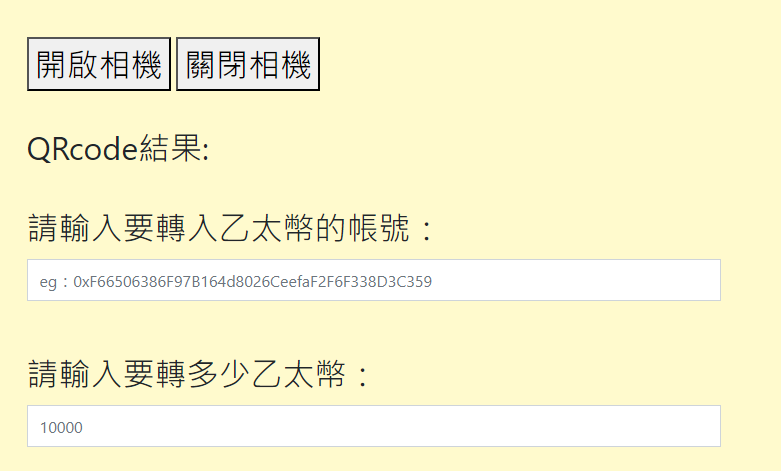 開啟相機 關閉相機
QRcode結果:
請輸入要轉入乙太幣的帳號：
eg：0xF66506386F97B164d8026CeefaF2F6F338D3C359
請輸入要轉多少乙太幣：
10000